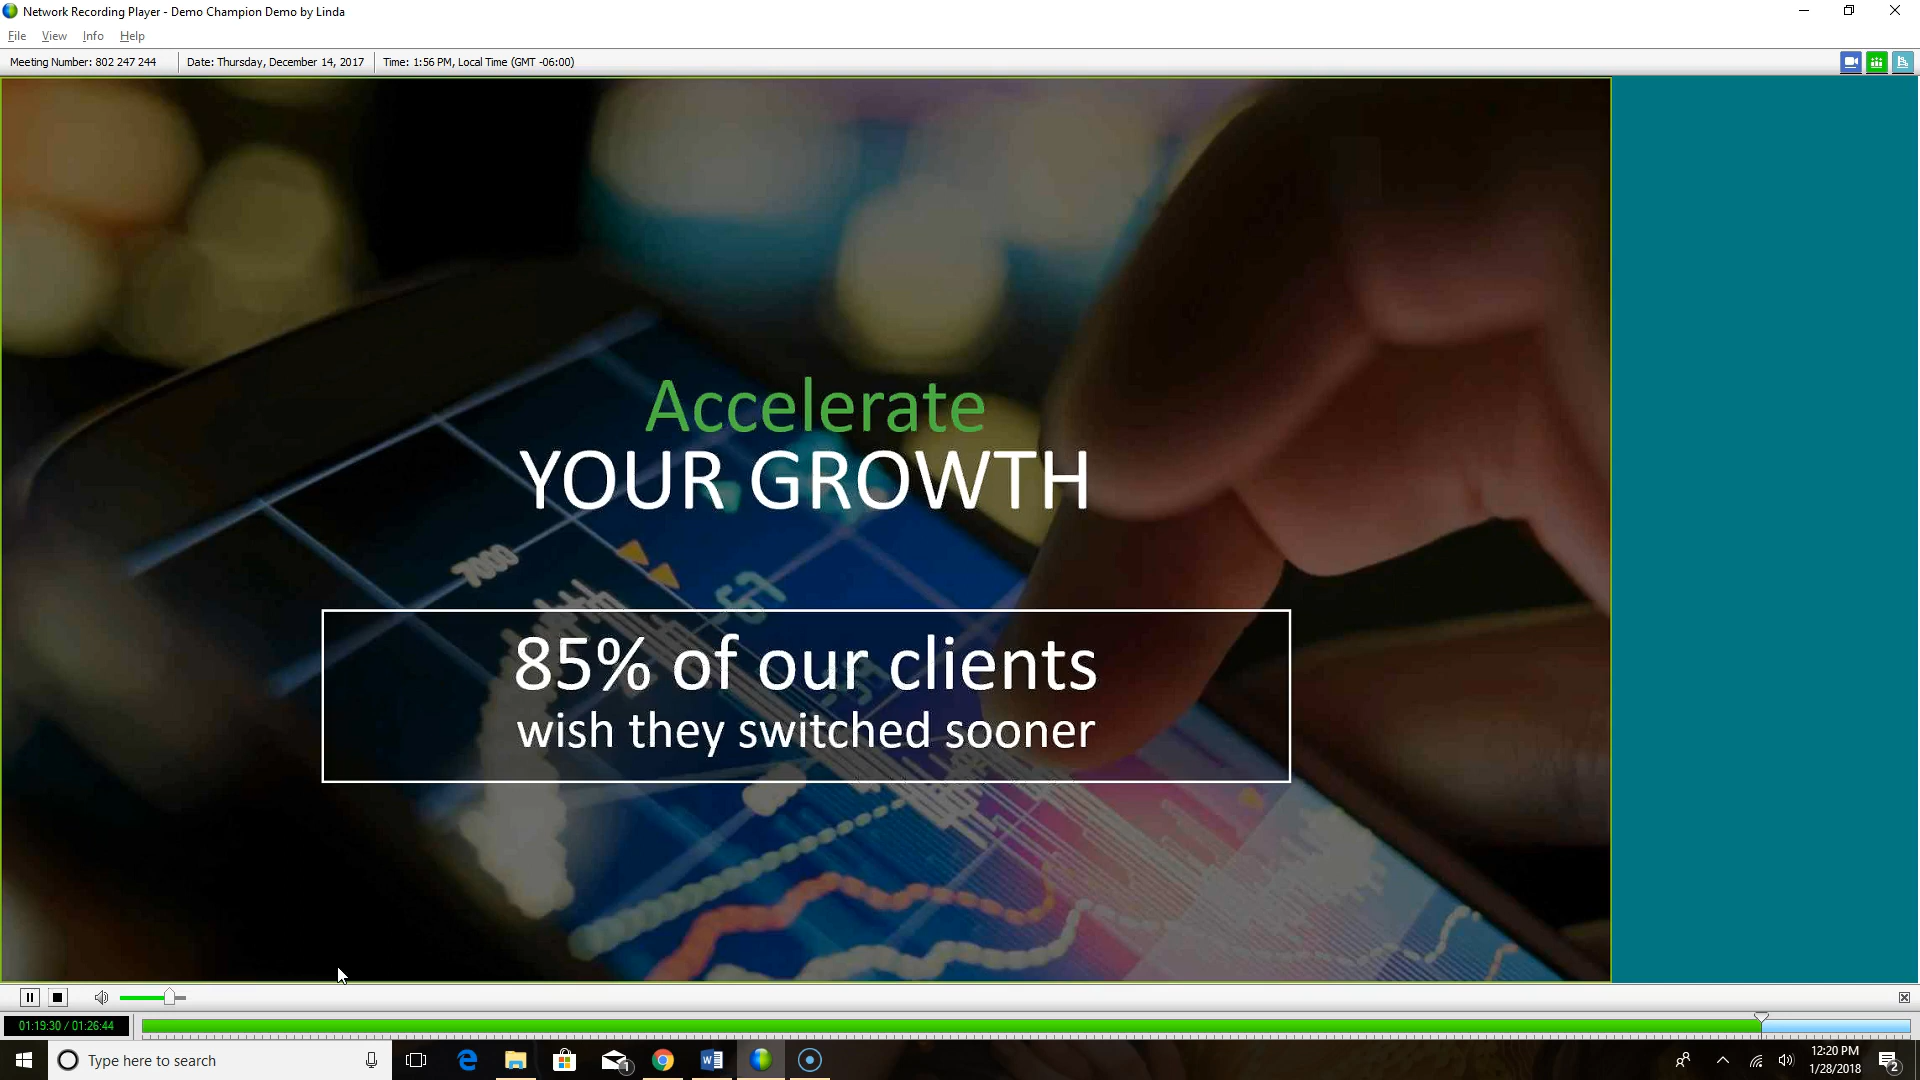 Network Recording Player - Demo Champion Demo by Linda
File View Info Help
Meeting Number: 802 247 244 Date: Thursday, December 14, 2017 Time: 1:56 PM, Local Time (GMT -06:00)
Accelerate
YOUR GROWTH
7000
85% of our clients
wish they switched sooner
01:19:30 / 01:26:44
Type here to search
1
12:20 PM
1/28/2018
2